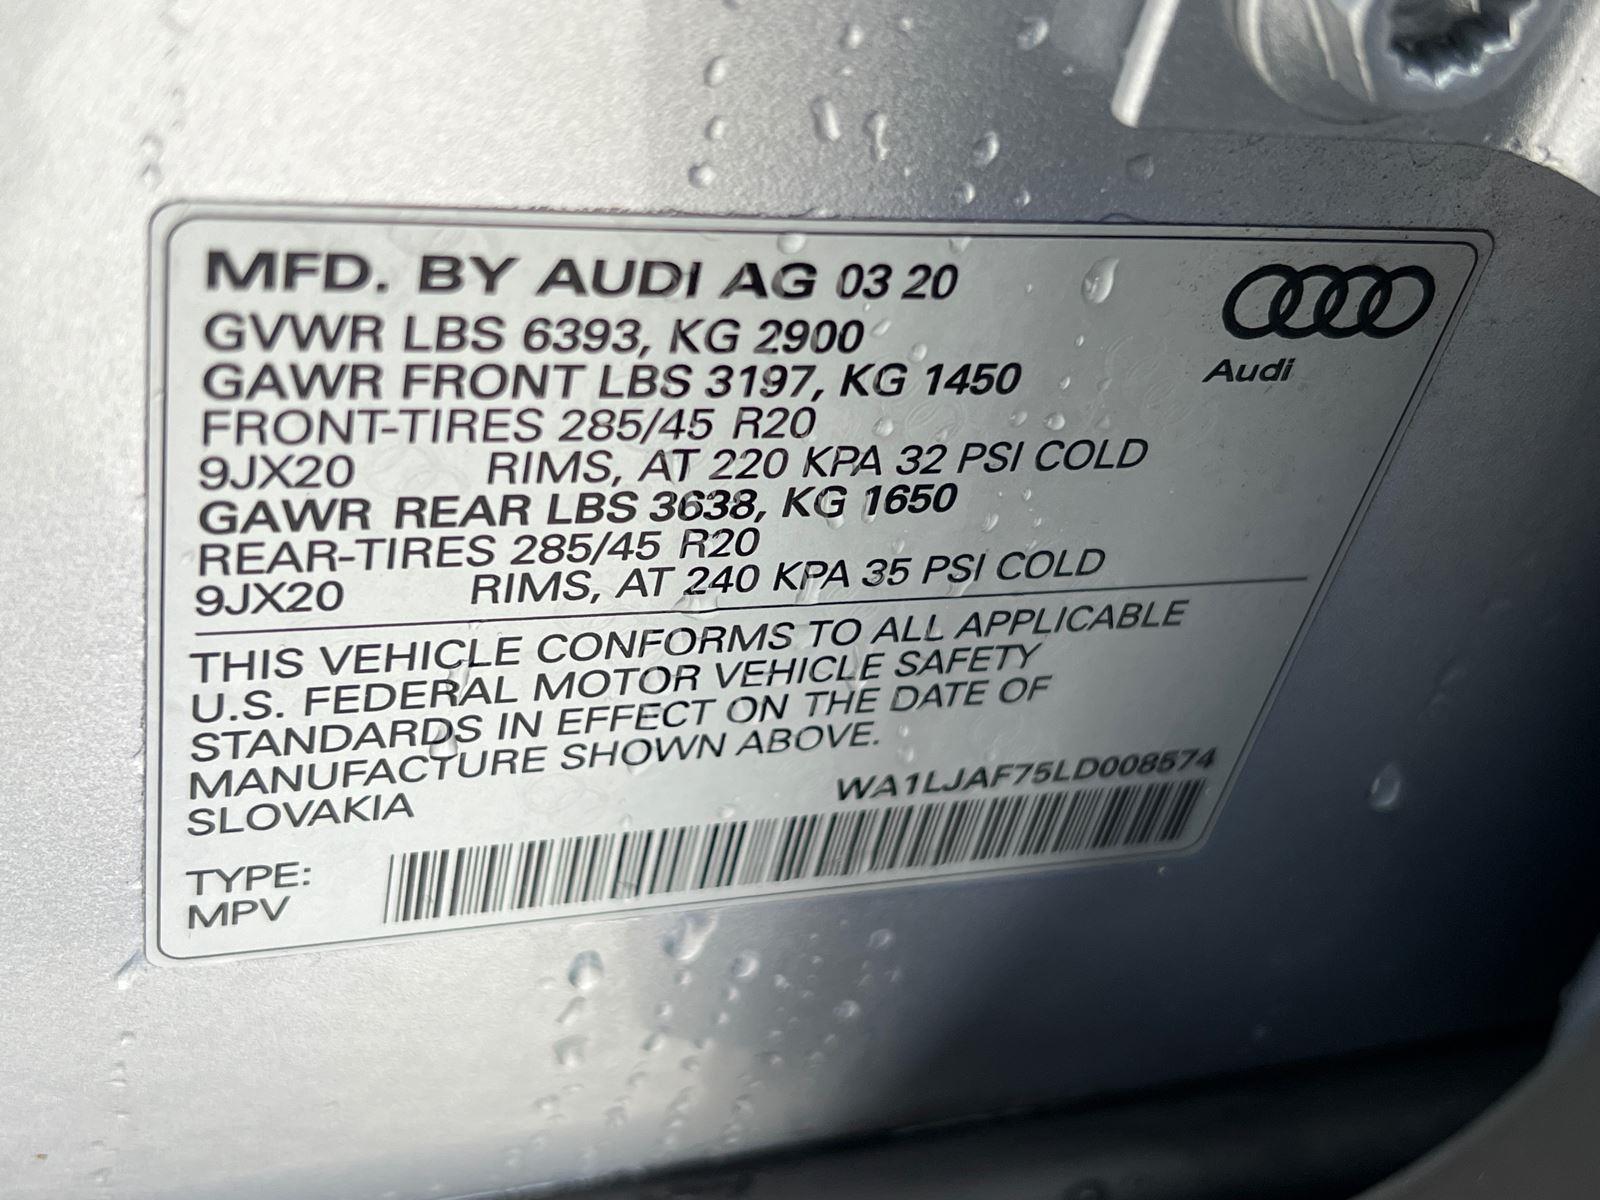 MFD. BY AUDI AG 03 20
GVWR LBS 6393, KG 2900
GAWR FRONT LBS 3197, KG 1450
Audi
FRONT-TIRES 285/45 R20
9JX20 RIMS, AT 220 KPA 32 PSI COLD
GAWR REAR LBS 3638, KG 1650
REAR-TIRES 285/45 R20
9JX20 RIMS, AT 240 KPA 35 PSI COLD
THIS VEHICLE CONFORMS TO ALL APPLICABLE
U.S. FEDERAL MOTOR VEHICLE SAFETY
STANDARDS IN EFFECT ON THE DATE OF
MANUFACTURE SHOWN ABOVE.
SLOVAKIA
WA1LJAF75LD008574
TYPE:
MPV